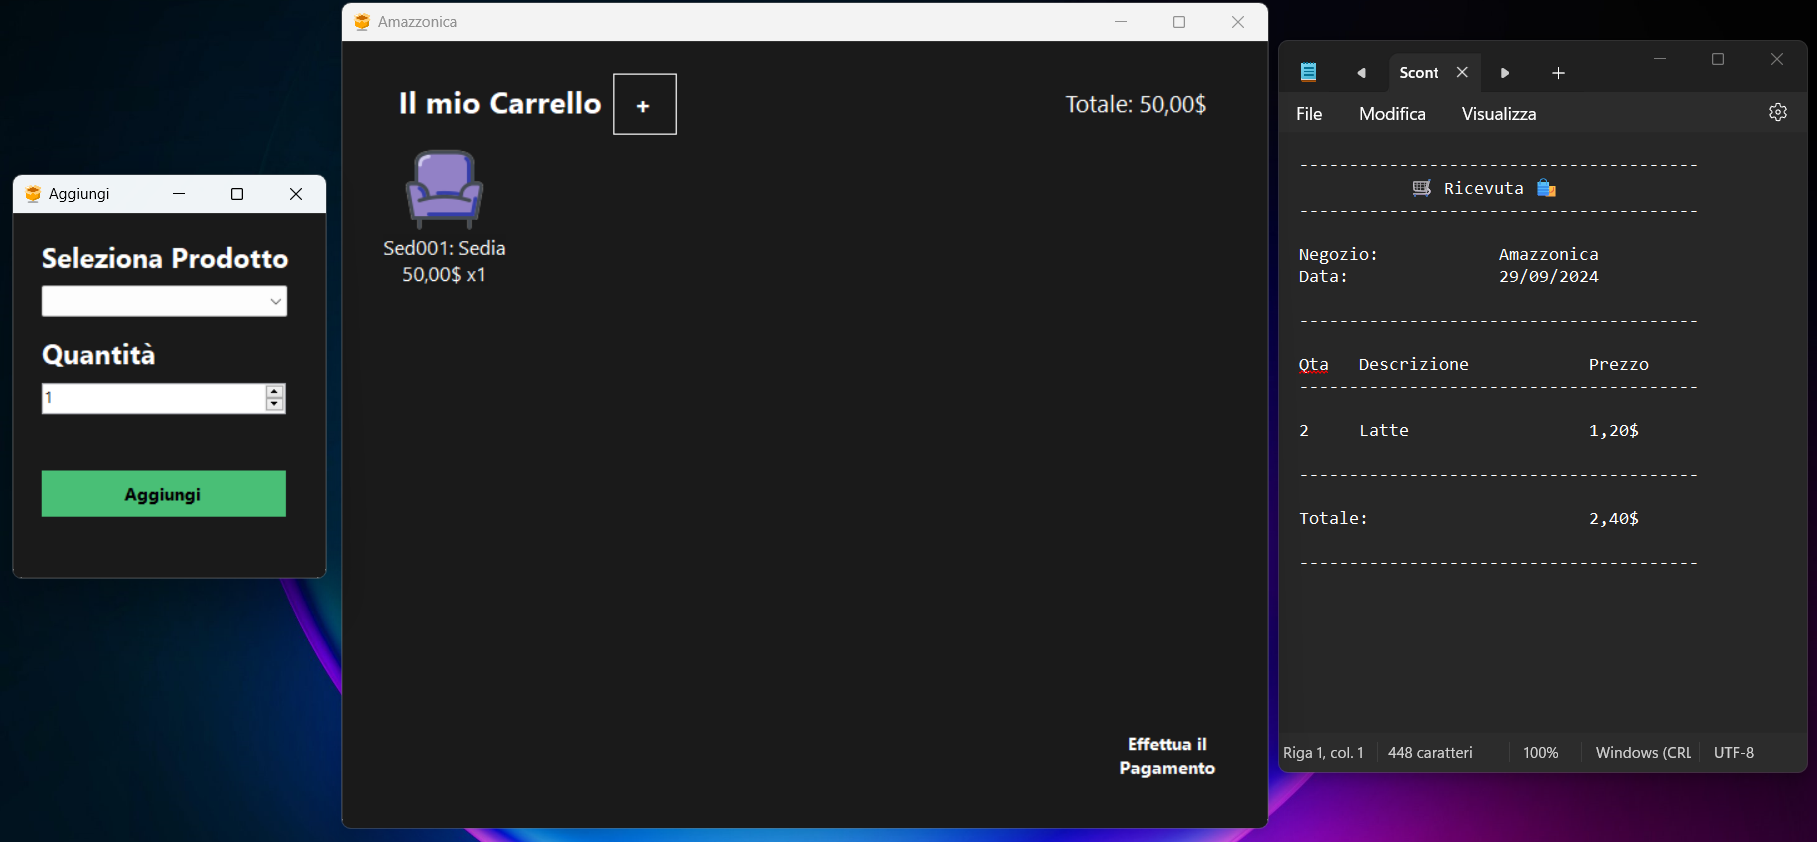 Aggiungi
Seleziona Prodotto
Quantità
1
Aggiungi
Amazzonica
Il mio Carrello
+
Totale: 50,00$
Sed001: Sedia
50,00$ x1
Effettua il
Pagamento
Scont
File Modifica Visualizza
----------------------------------------
🛒 Ricevuta 🛍️
----------------------------------------
Negozio: Amazzonica
Data: 29/09/2024
----------------------------------------
Qta Descrizione Prezzo
----------------------------------------
2 Latte 1,20$
----------------------------------------
Totale: 2,40$
----------------------------------------
Riga 1, col. 1 448 caratteri 100% Windows (CRL UTF-8